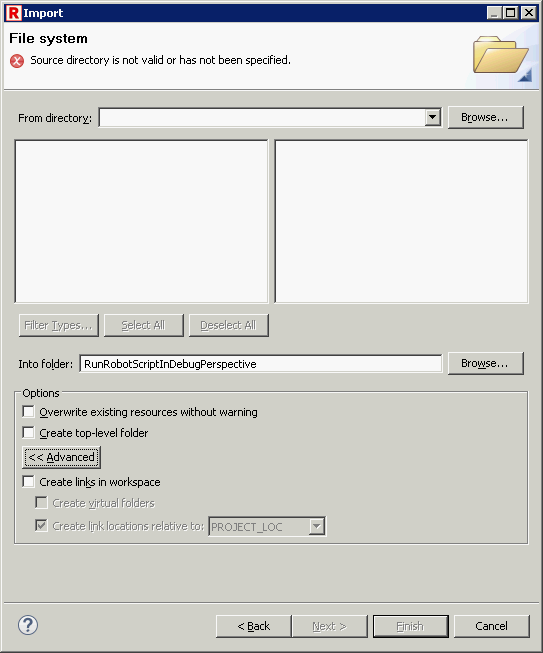 R Import
File system
Source directory is not valid or has not been specified.
From directory: Browse...
Filter Types... Select All Deselect All
Into folder: RunRobotScriptInDebugPerspective Browse...
Options
Overwrite existing resources without warning
Create top-level folder
<< Advanced
Create links in workspace
Create virtual folders
Create link locations relative to: PROJECT_LOC
? < Back Next > Finish Cancel